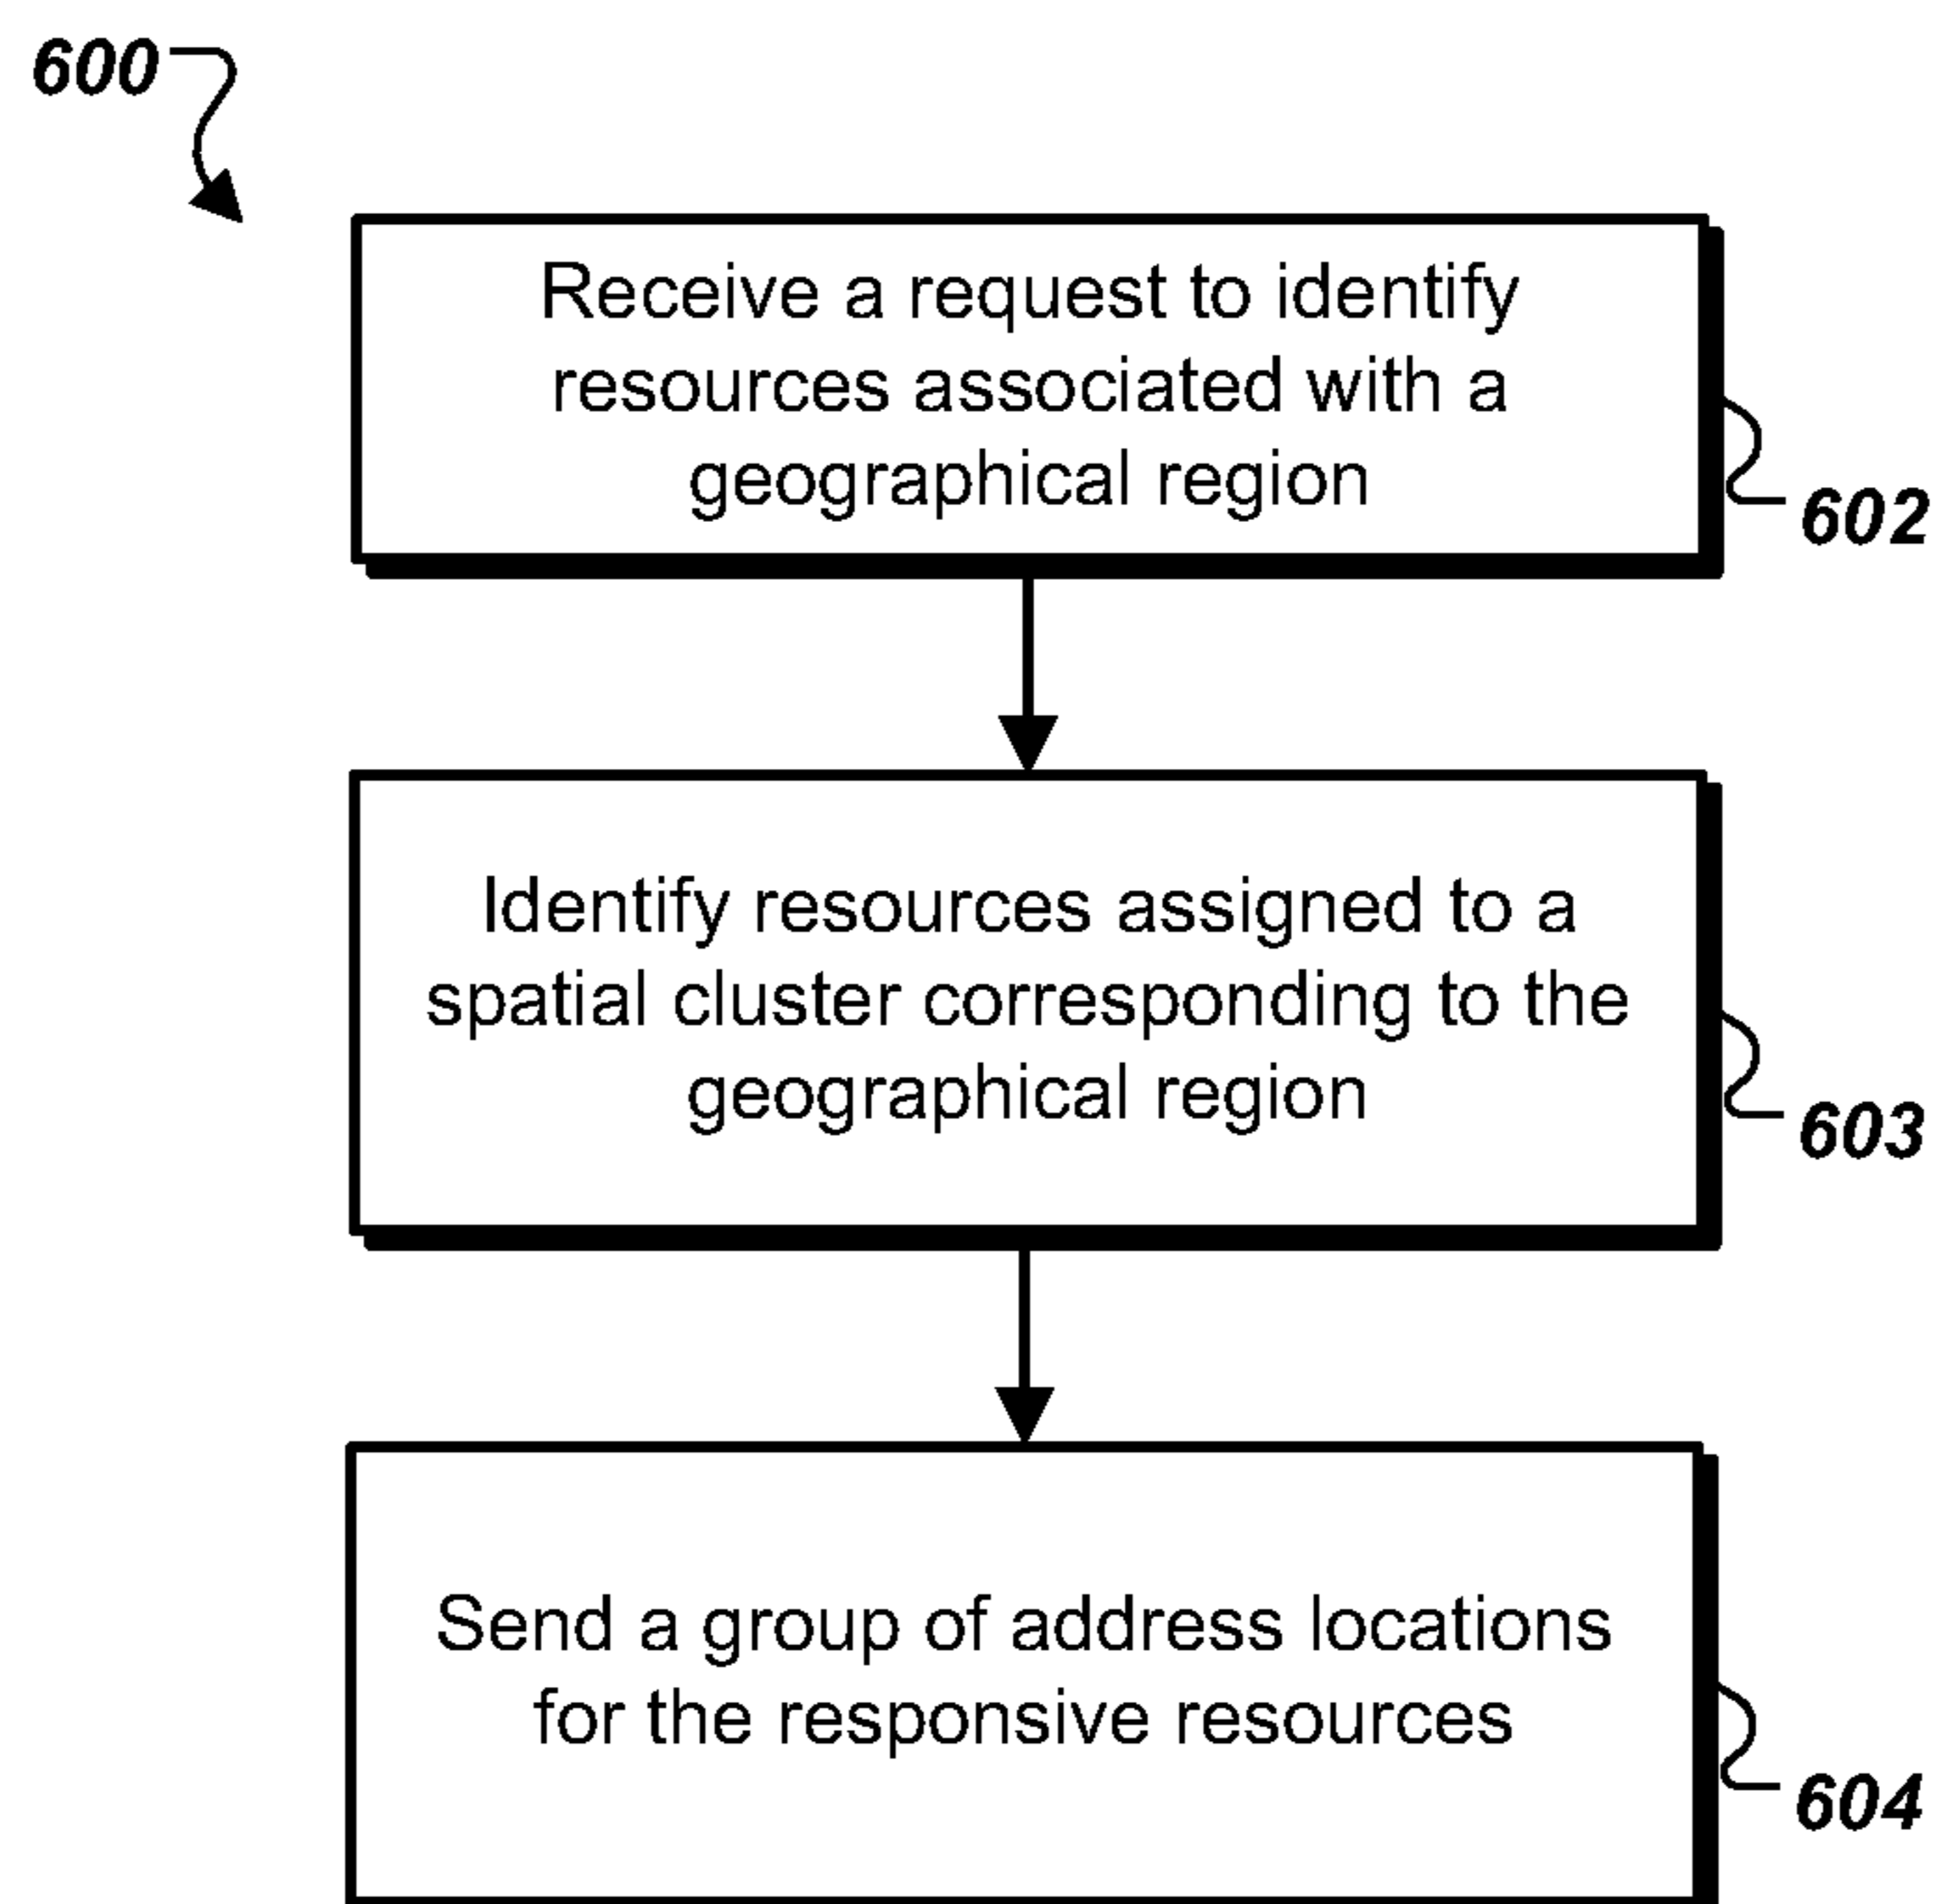 600
Receive a request to identify
resources associated with a
geographical region
602
Identify resources assigned to a
spatial cluster corresponding to the
geographical region
603
Send a group of address locations
for the responsive resources
604